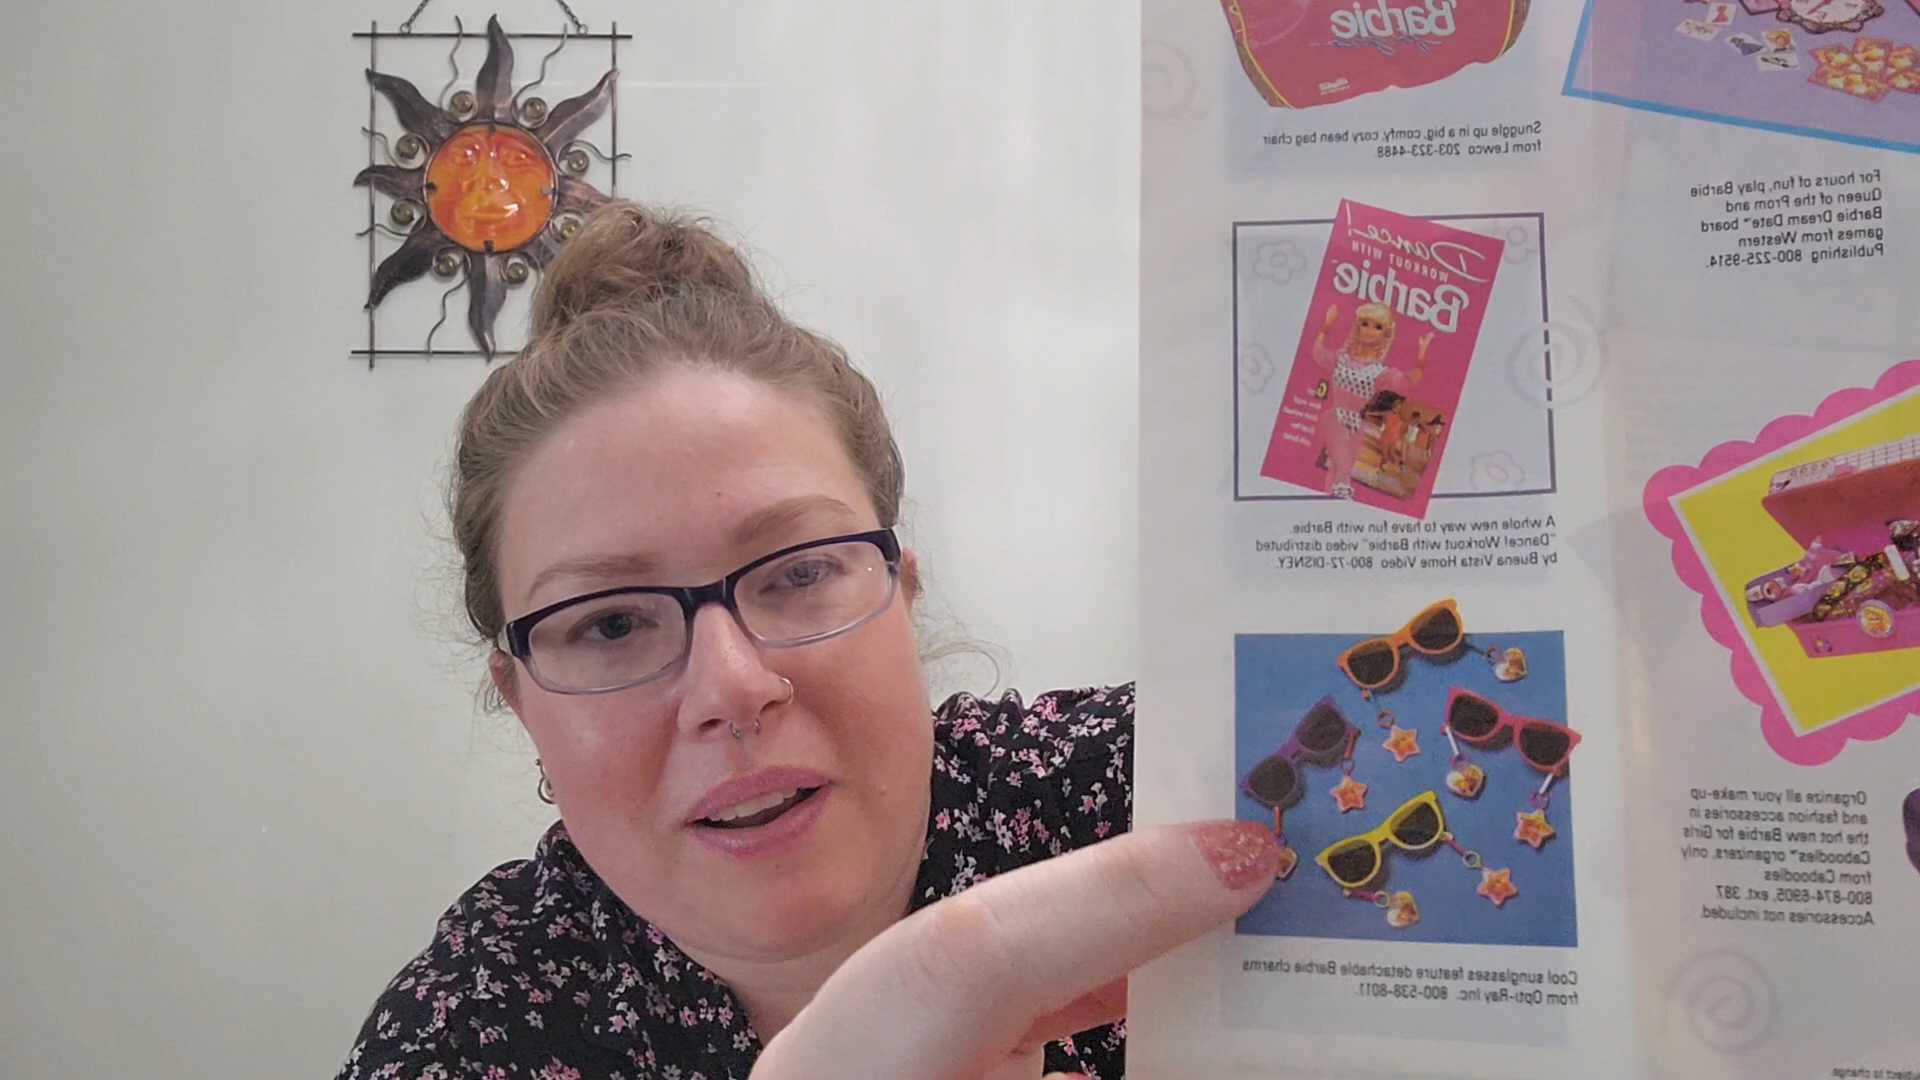 Barbie
Snuggle up in a big, comfy, cozy bean bag chair
from Lewco 203-323-4488.
Dance!
WORKOUT WITH
Barbie
A whole new way to have fun with Barbie.
"Dance! Workout with Barbie" video distributed
by Buena Vista Home Video 800-72-DISNEY.
Cool sunglasses feature detachable Barbie charms
from Opti-Ray Inc. 800-538-8011.
For hours of fun, play Barbie
Queen of the Prom and
Barbie Dream Date™ board
games from Western
Publishing 800-225-9514.
Organize all your make-up
and fashion accessories in
the hot new Barbie for Girls
Caboodles™ organizers, only
from Caboodles
800-874-6905, ext. 387.
Accessories not included.
to change.